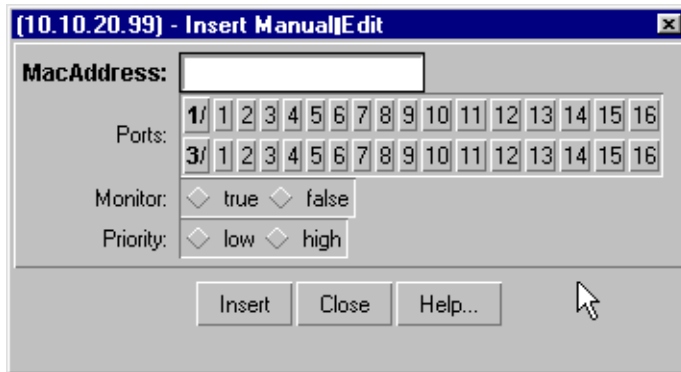 (10.10.20.99) - Insert Manual|Edit
MacAddress:
Ports: 1/ 1 2 3 4 5 6 7 8 9 10 11 12 13 14 15 16
3/ 1 2 3 4 5 6 7 8 9 10 11 12 13 14 15 16
Monitor: true false
Priority: low high
Insert Close Help...